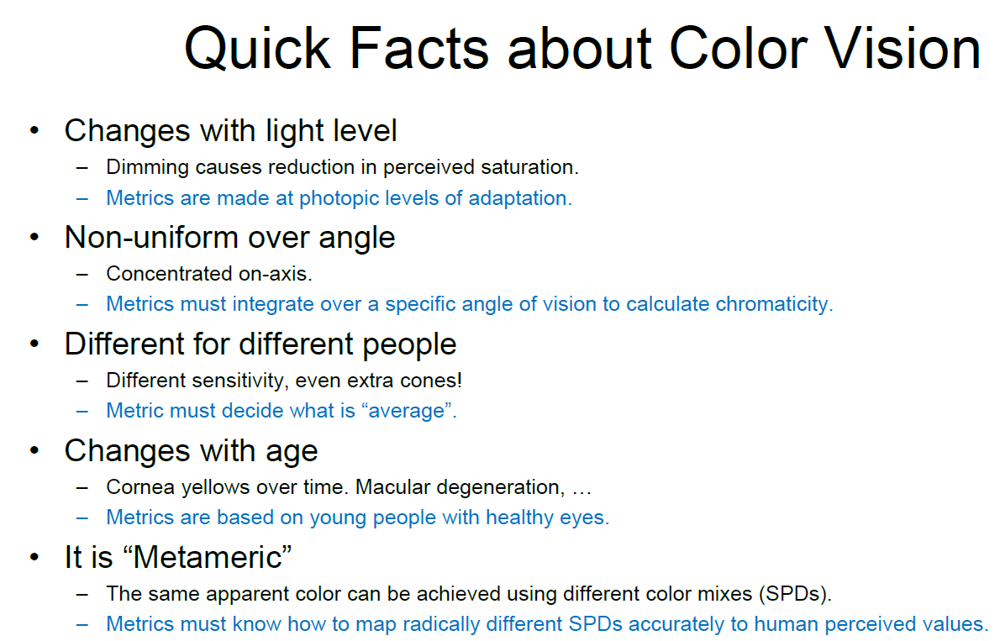 Quick Facts about Color Vision
• Changes with light level
– Dimming causes reduction in perceived saturation.
– Metrics are made at photopic levels of adaptation.
• Non-uniform over angle
– Concentrated on-axis.
– Metrics must integrate over a specific angle of vision to calculate chromaticity.
• Different for different people
– Different sensitivity, even extra cones!
– Metric must decide what is “average”.
• Changes with age
– Cornea yellows over time. Macular degeneration, …
– Metrics are based on young people with healthy eyes.
• It is “Metameric”
– The same apparent color can be achieved using different color mixes (SPDs).
– Metrics must know how to map radically different SPDs accurately to human perceived values.